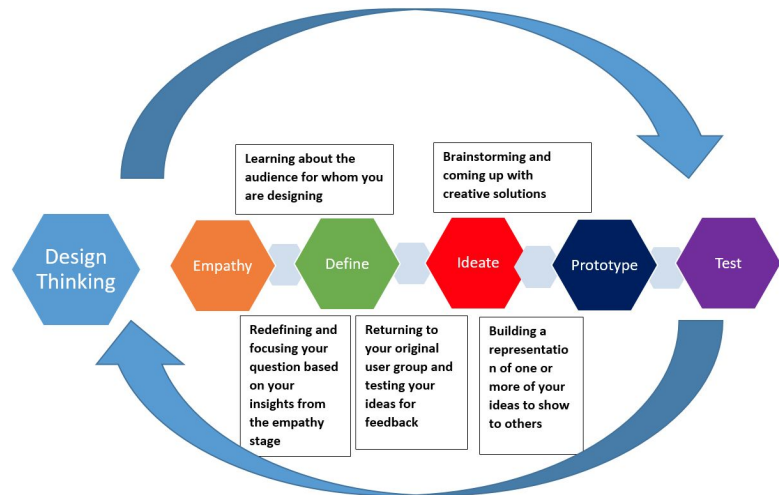 Learning about the
audience for whom you
are designing
Brainstorming and
coming up with
creative solutions
Design
Thinking
Empathy
Define
Ideate
Prototype
Test
Redefining and
focusing your
question based on
your
insights from
the empathy
stage
Returning to
your original
user group and
testing your
ideas for
feedback
Building a
representatio
n of one or
more of your
ideas to show
to others